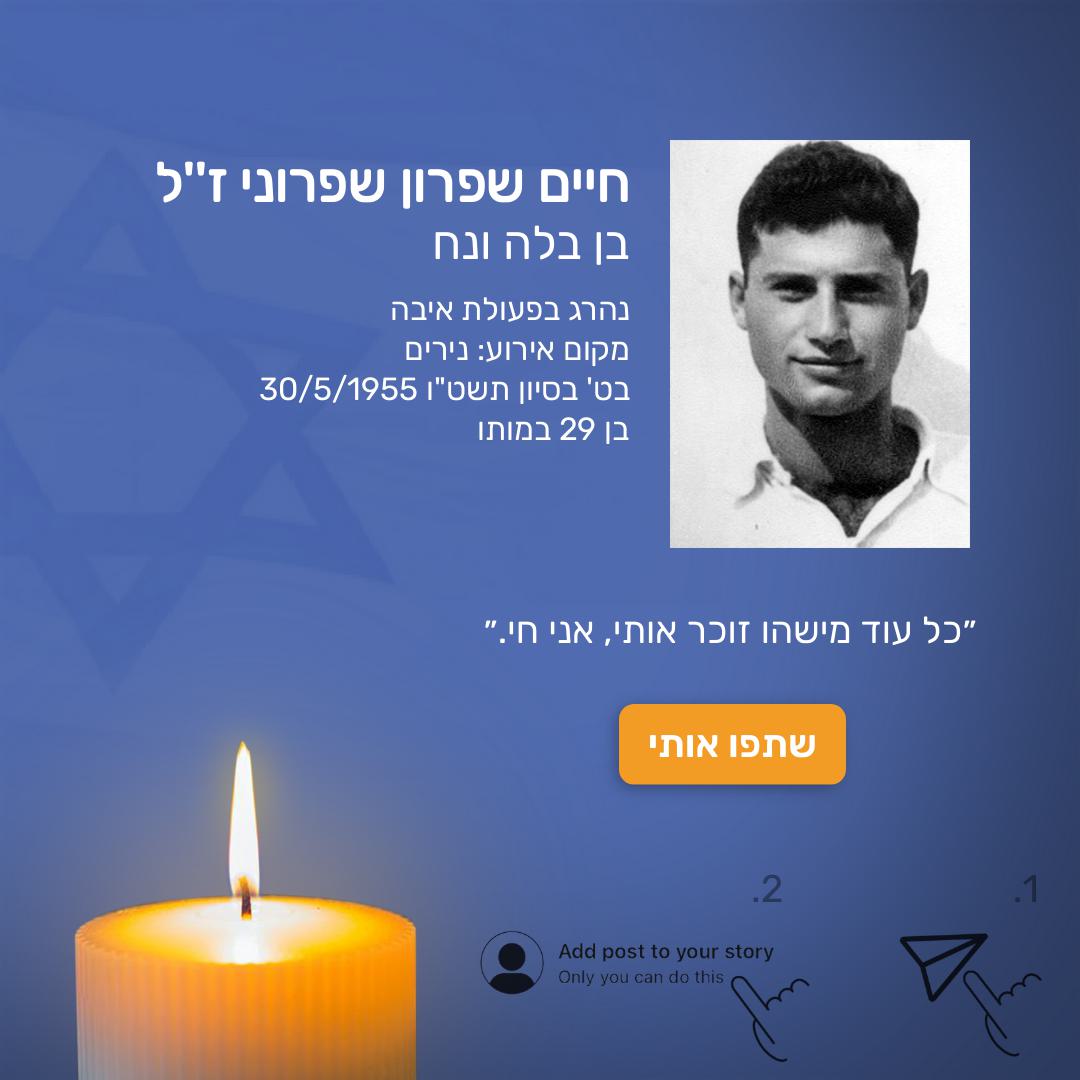 חיים שפרון שפרוני ז"ל
בן בלה ונח
נהרג בפעולת איבה
מקום אירוע: נירים
בט' בסיון תשט"ו 30/5/1955
בן 29 במותו
״כל עוד מישהו זוכר אותי, אני חי.״
שתפו אותי
1.
2.
Add post to your story
Only you can do this